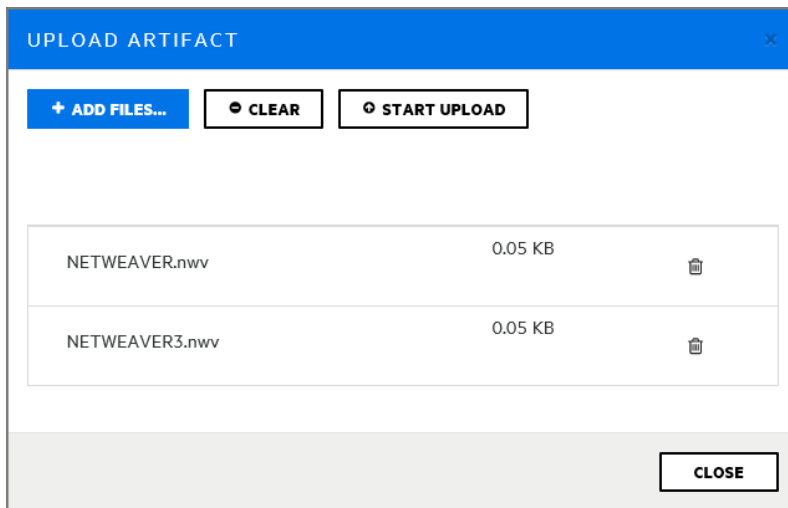 UPLOAD ARTIFACT ×
+ ADD FILES... CLEAR START UPLOAD
NETWEAVER.nwv 0.05 KB
NETWEAVER3.nwv 0.05 KB
CLOSE